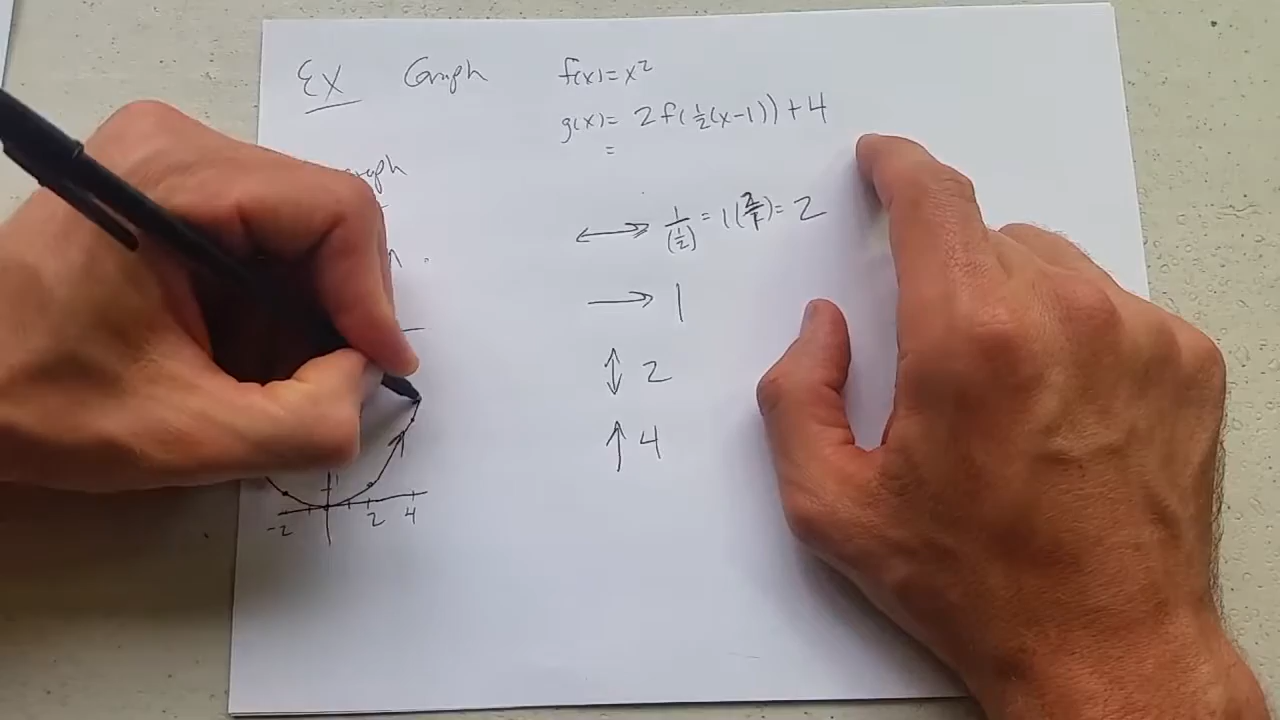 EX Graph f(x) = x²
g(x) = 2f(½(x-1)) + 4
=
↔ 1/(½) = 1(2/1) = 2
→ 1
↕ 2
↑ 4
1
-2 2 4